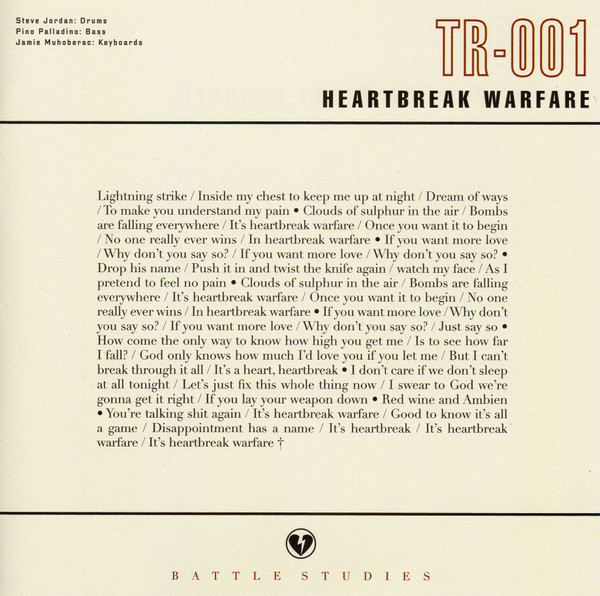 Steve Jordan: Drums
Pino Palladino: Bass
Jamie Muhoberac: Keyboards
TR-001
HEARTBREAK WARFARE
Lightning strike / Inside my chest to keep me up at night / Dream of ways
/ To make you understand my pain • Clouds of sulphur in the air / Bombs
are falling everywhere / It's heartbreak warfare / Once you want it to begin
/ No one really ever wins / In heartbreak warfare • If you want more love
/ Why don't you say so? / If you want more love / Why don't you say so? •
Drop his name / Push it in and twist the knife again / watch my face / As I
pretend to feel no pain • Clouds of sulphur in the air / Bombs are falling
everywhere / It's heartbreak warfare / Once you want it to begin / No one
really ever wins / In heartbreak warfare • If you want more love / Why don't
you say so? / If you want more love / Why don't you say so? / Just say so •
How come the only way to know how high you get me / Is to see how far
I fall? / God only knows how much I'd love you if you let me / But I can't
break through it all / It's a heart, heartbreak • I don't care if we don't sleep
at all tonight / Let's just fix this whole thing now / I swear to God we're
gonna get it right / If you lay your weapon down • Red wine and Ambien
• You're talking shit again / It's heartbreak warfare / Good to know it's all
a game / Disappointment has a name / It's heartbreak / It's heartbreak
warfare / It's heartbreak warfare †
BATTLE STUDIES